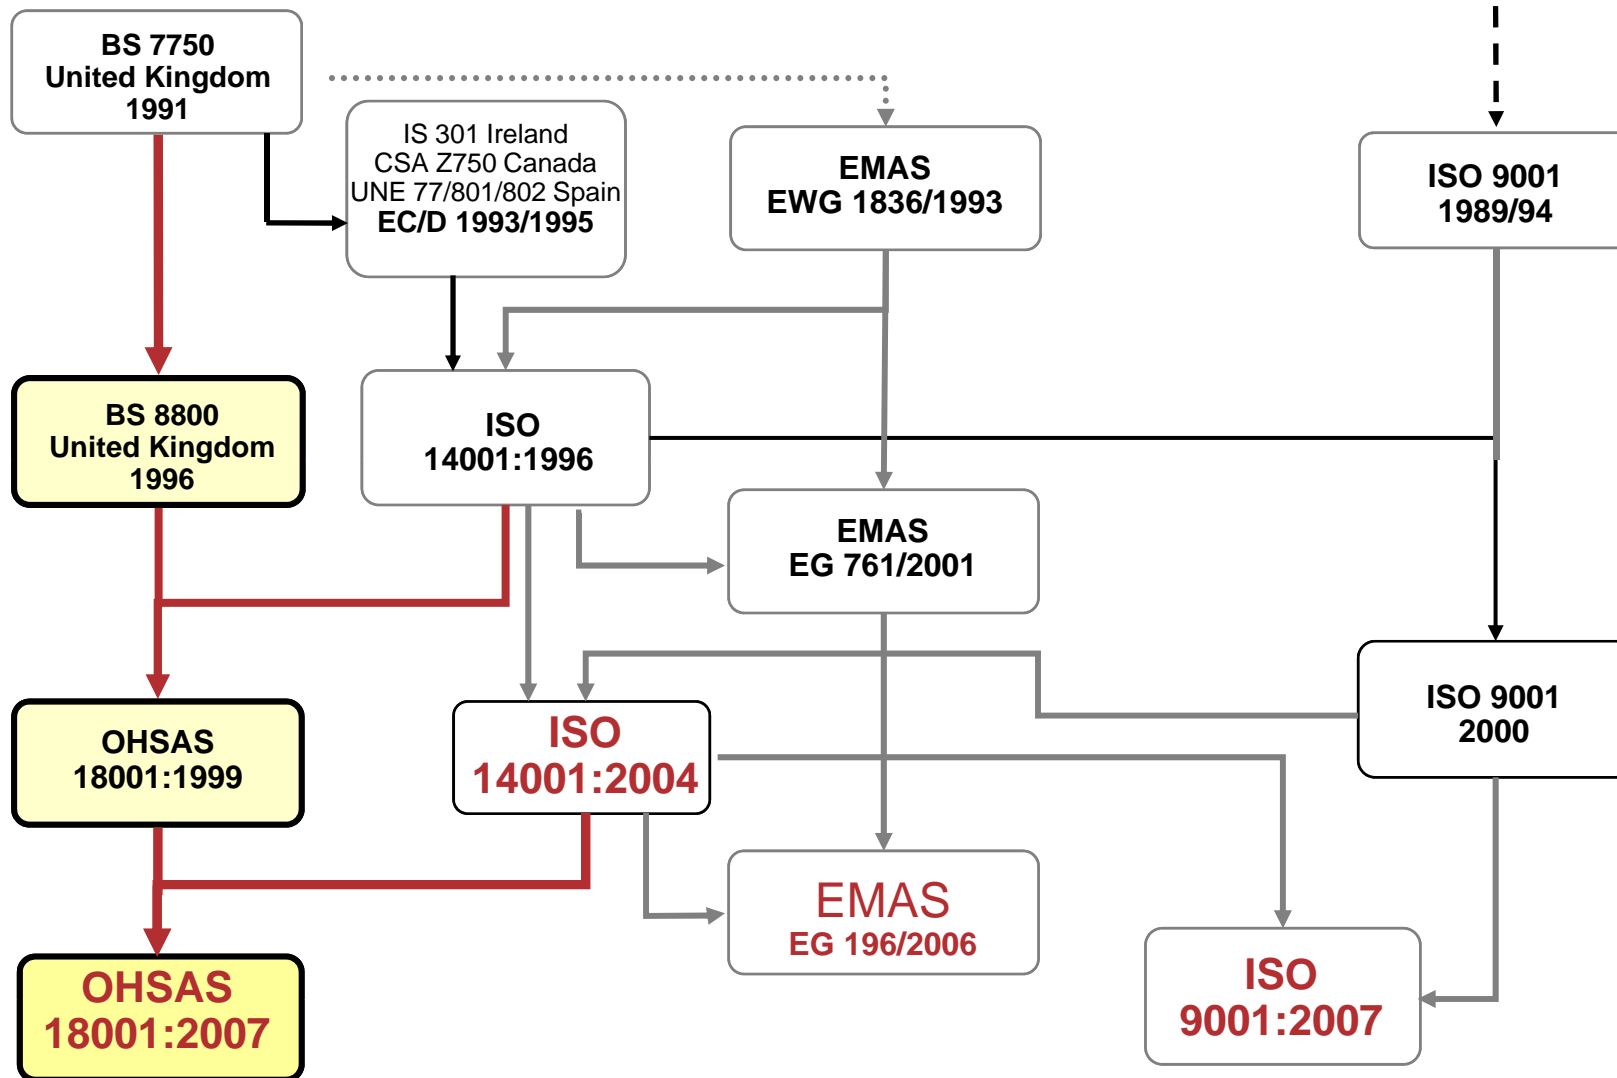 BS 7750
United Kingdom
1991
IS 301 Ireland
CSA Z750 Canada
UNE 77/801/802 Spain
EC/D 1993/1995
EMAS
EWG 1836/1993
ISO 9001
1989/94
BS 8800
United Kingdom
1996
ISO
14001:1996
EMAS
EG 761/2001
OHSAS
18001:1999
ISO
14001:2004
ISO 9001
2000
EMAS
EG 196/2006
OHSAS
18001:2007
ISO
9001:2007